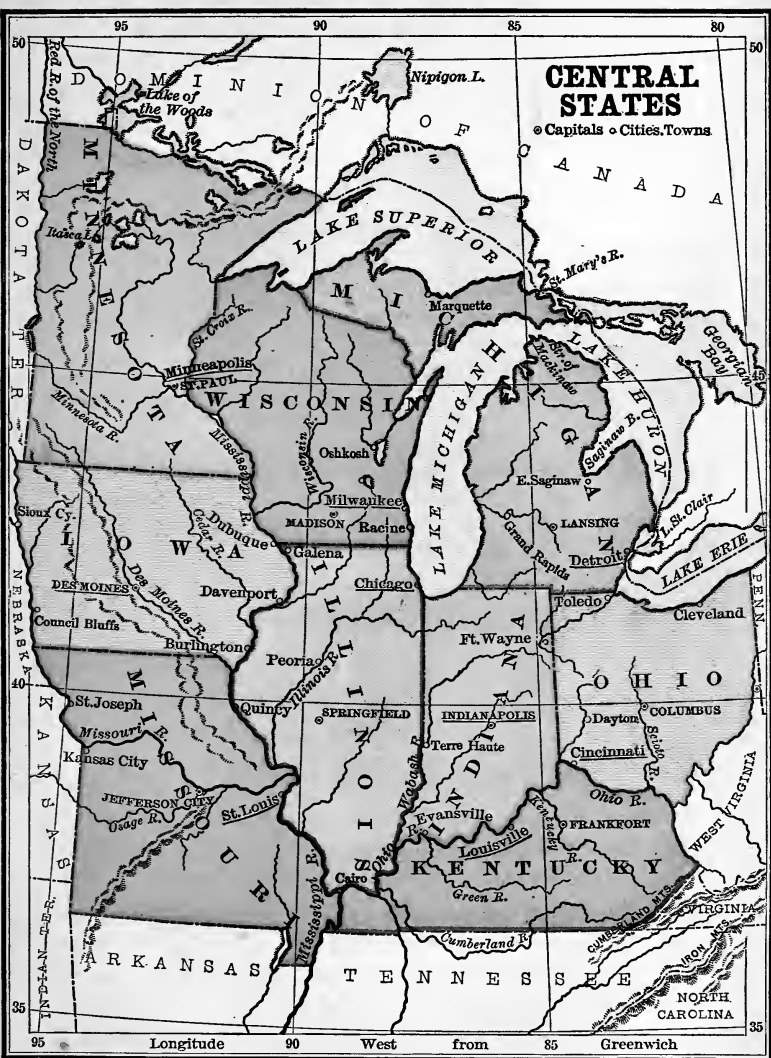 95 90 85 80
50 50
CENTRAL
STATES
Capitals Cities, Towns
DOMINION OF CANADA
Red R. of the North
Lake of
the Woods
Nipigon L.
DAKOTA TER.
MINNESOTA
Itasca L.
LAKE SUPERIOR
St. Mary's R.
MICHIGAN
Marquette
Str. of
Mackinaw
LAKE HURON
Georgian
Bay
St. Croix R.
Minneapolis
ST. PAUL
45
WISCONSIN
Minnesota R.
Mississippi R.
Wisconsin R.
Oshkosh
LAKE MICHIGAN
Saginaw B.
E. Saginaw
Milwaukee
MADISON
Racine
LANSING
Grand Rapids
Detroit
L. St. Clair
LAKE ERIE
Sioux Cy.
IOWA
Cedar R.
Dubuque
Galena
NEBRASKA
DES MOINES
Des Moines R.
Davenport
Chicago
Toledo
Cleveland
PENN.
Council Bluffs
Burlington
Peoria
Illinois R.
ILLINOIS
Ft. Wayne
INDIANA
OHIO
40
St. Joseph
Quincy
SPRINGFIELD
INDIANAPOLIS
Dayton
COLUMBUS
Missouri R.
MISSOURI
Kansas City
Terre Haute
Cincinnati
Scioto R.
KANSAS
JEFFERSON CITY
St. Louis
Osage R.
Wabash R.
Evansville
Ohio R.
Ohio R.
Louisville
Kentucky R.
FRANKFORT
WEST VIRGINIA
Cairo
KENTUCKY
Green R.
Mississippi R.
Cumberland R.
CUMBERLAND MTS.
VIRGINIA
IRON MTS.
INDIAN TER.
ARKANSAS
TENNESSEE
NORTH
CAROLINA
35 35
95 Longitude 90 West from 85 Greenwich